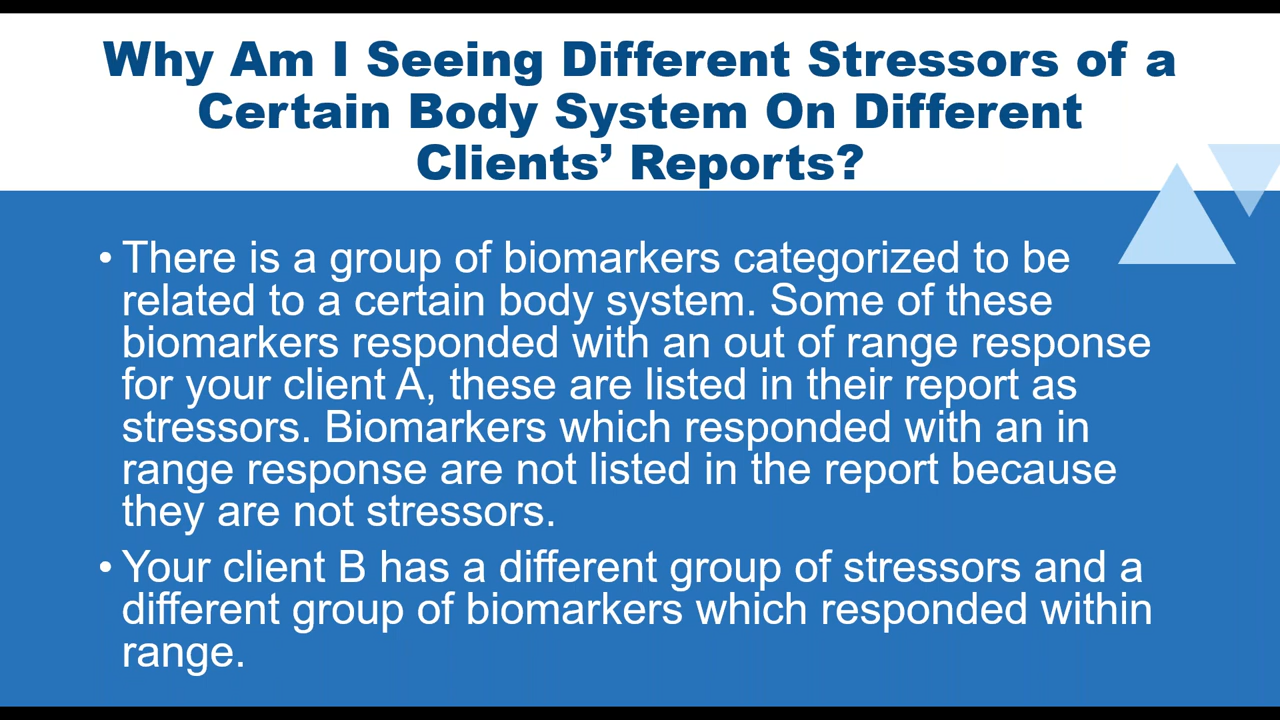 Why Am I Seeing Different Stressors of a
Certain Body System On Different
Clients’ Reports?
• There is a group of biomarkers categorized to be
related to a certain body system. Some of these
biomarkers responded with an out of range response
for your client A, these are listed in their report as
stressors. Biomarkers which responded with an in
range response are not listed in the report because
they are not stressors.
• Your client B has a different group of stressors and a
different group of biomarkers which responded within
range.